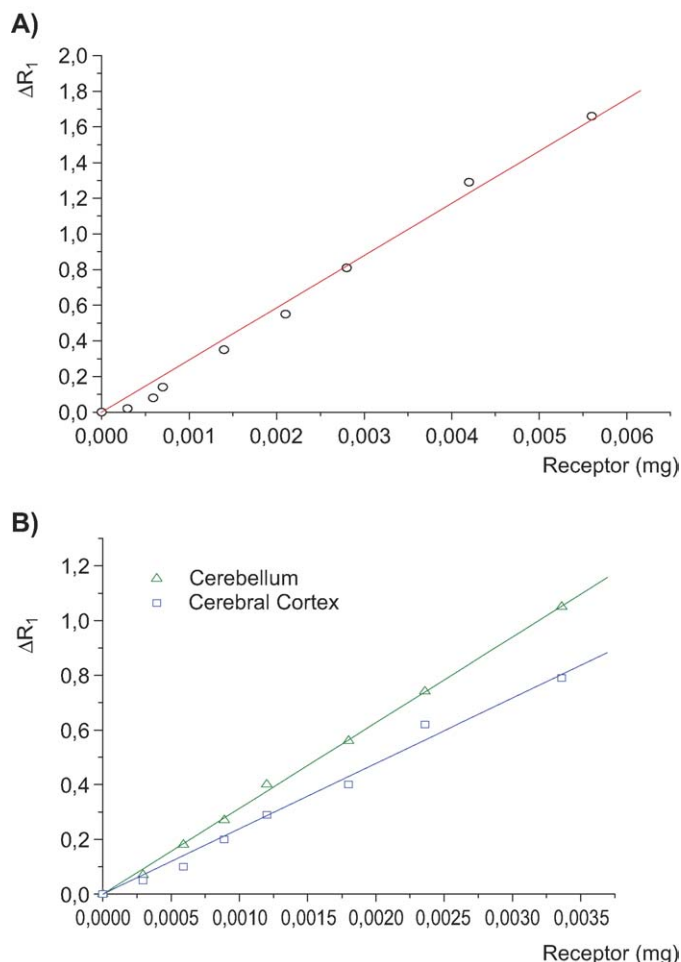 A)
ΔR₁
2,0
1,8
1,6
1,4
1,2
1,0
0,8
0,6
0,4
0,2
0,0
0,000 0,001 0,002 0,003 0,004 0,005 0,006
Receptor (mg)
B)
ΔR₁
1,2
1,0
0,8
0,6
0,4
0,2
0,0
Cerebellum
Cerebral Cortex
0,0000 0,0005 0,0010 0,0015 0,0020 0,0025 0,0030 0,0035
Receptor (mg)